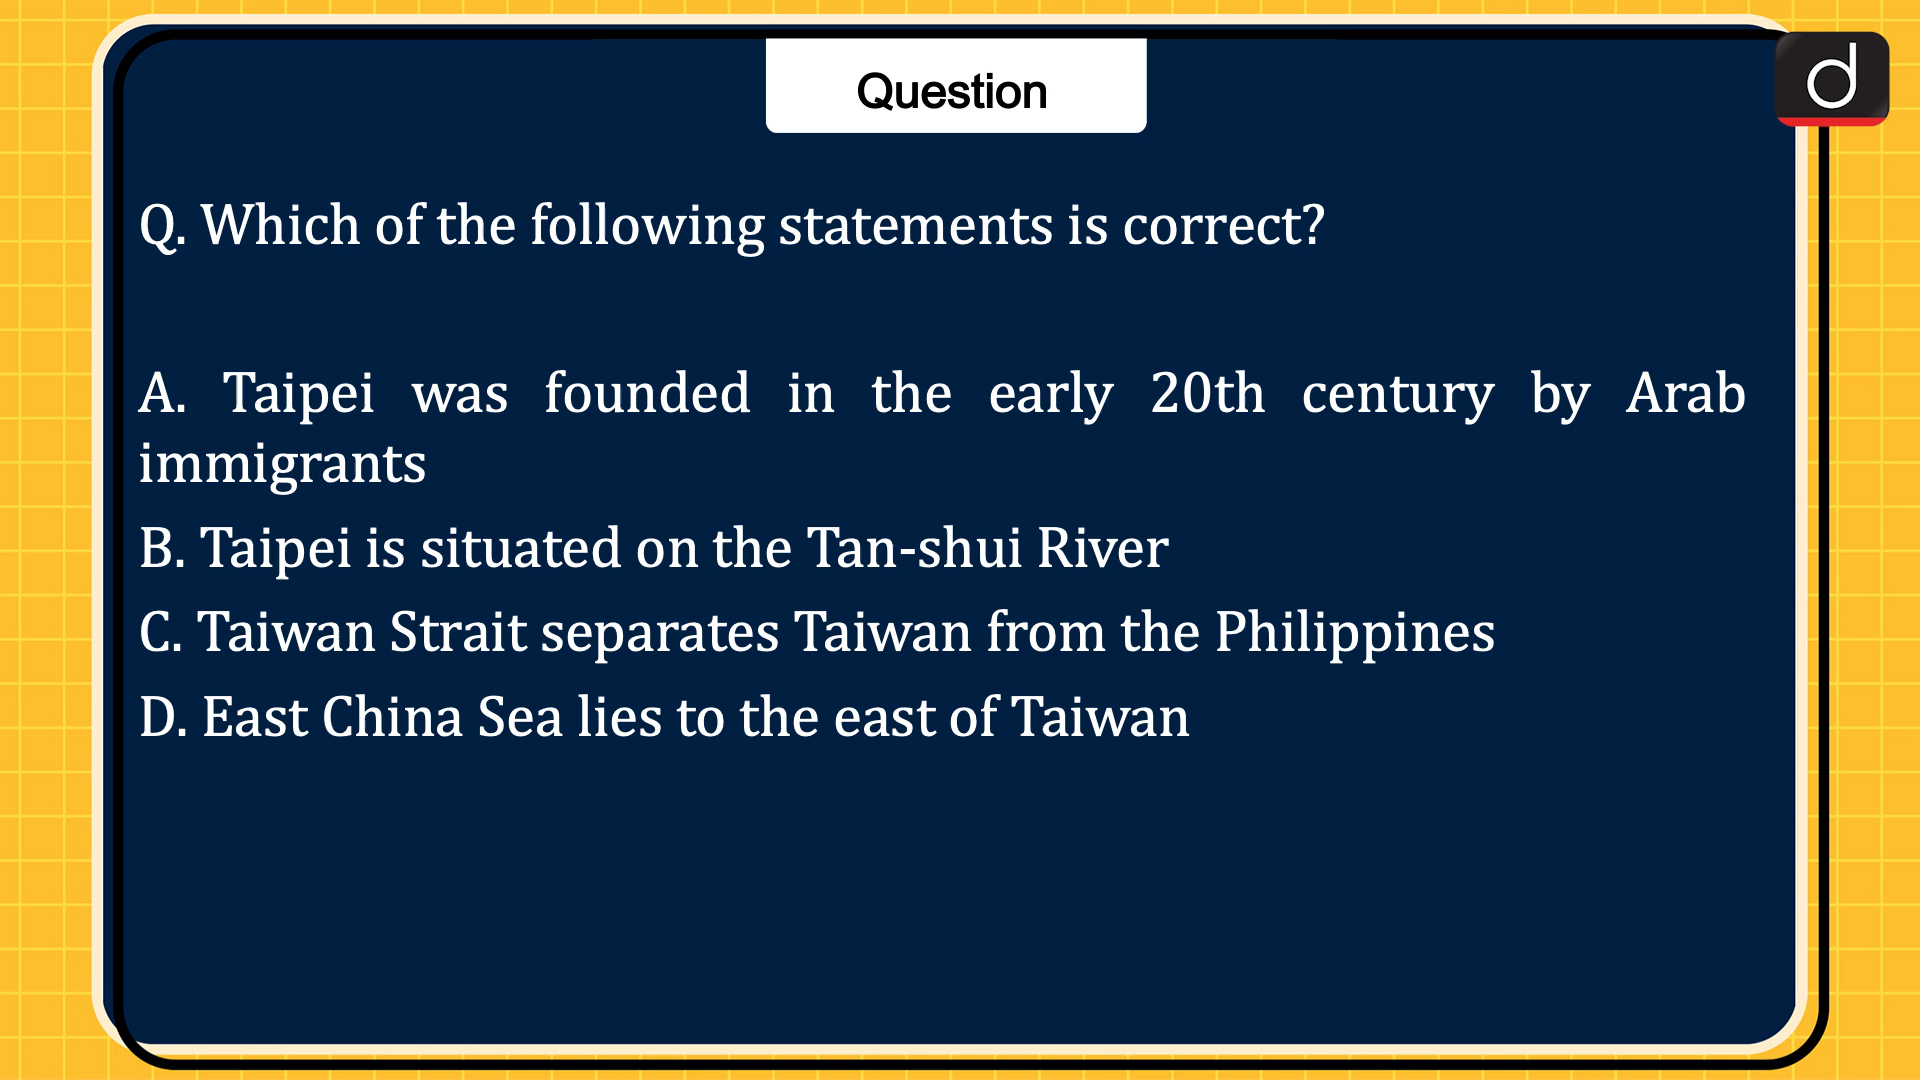 Question
d
Q. Which of the following statements is correct?
A. Taipei was founded in the early 20th century by Arab
immigrants
B. Taipei is situated on the Tan-shui River
C. Taiwan Strait separates Taiwan from the Philippines
D. East China Sea lies to the east of Taiwan